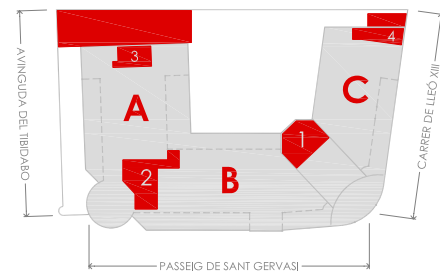 AVINGUDA DEL TIBIDABO
3
A
2
B
1
C
4
CARRER DE LLEÓ XIII
PASSEIG DE SANT GERVASI